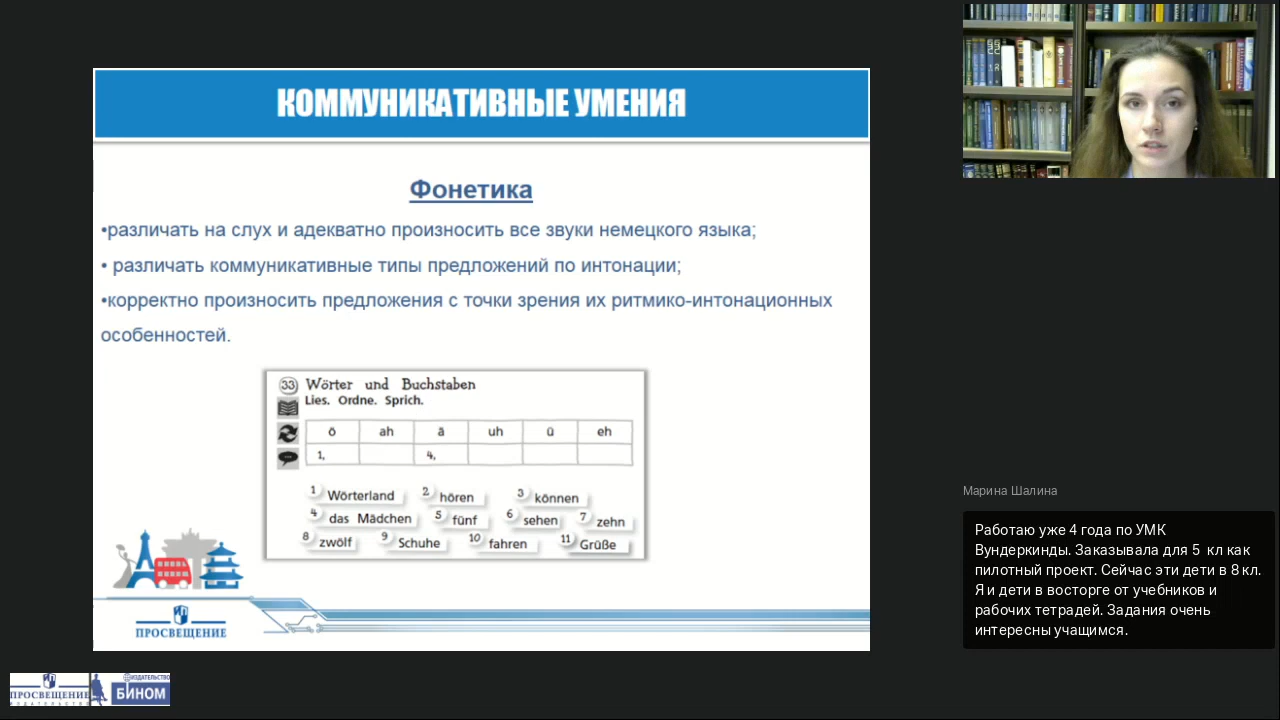 КОММУНИКАТИВНЫЕ УМЕНИЯ
Фонетика
•различать на слух и адекватно произносить все звуки немецкого языка;
• различать коммуникативные типы предложений по интонации;
•корректно произносить предложения с точки зрения их ритмико-интонационных
особенностей.
33 Wörter und Buchstaben
Lies. Ordne. Sprich.
ö ah ä uh ü eh
1, 4,
1 Wörterland 2 hören 3 können
4 das Mädchen 5 fünf 6 sehen 7 zehn
8 zwölf 9 Schuhe 10 fahren 11 Grüße
ПРОСВЕЩЕНИЕ
Марина Шалина
Работаю уже 4 года по УМК
Вундеркинды. Заказывала для 5 кл как
пилотный проект. Сейчас эти дети в 8 кл.
Я и дети в восторге от учебников и
рабочих тетрадей. Задания очень
интересны учащимся.
ПРОСВЕЩЕНИЕ
ИЗДАТЕЛЬСТВО
ИЗДАТЕЛЬСТВО
БИНОМ